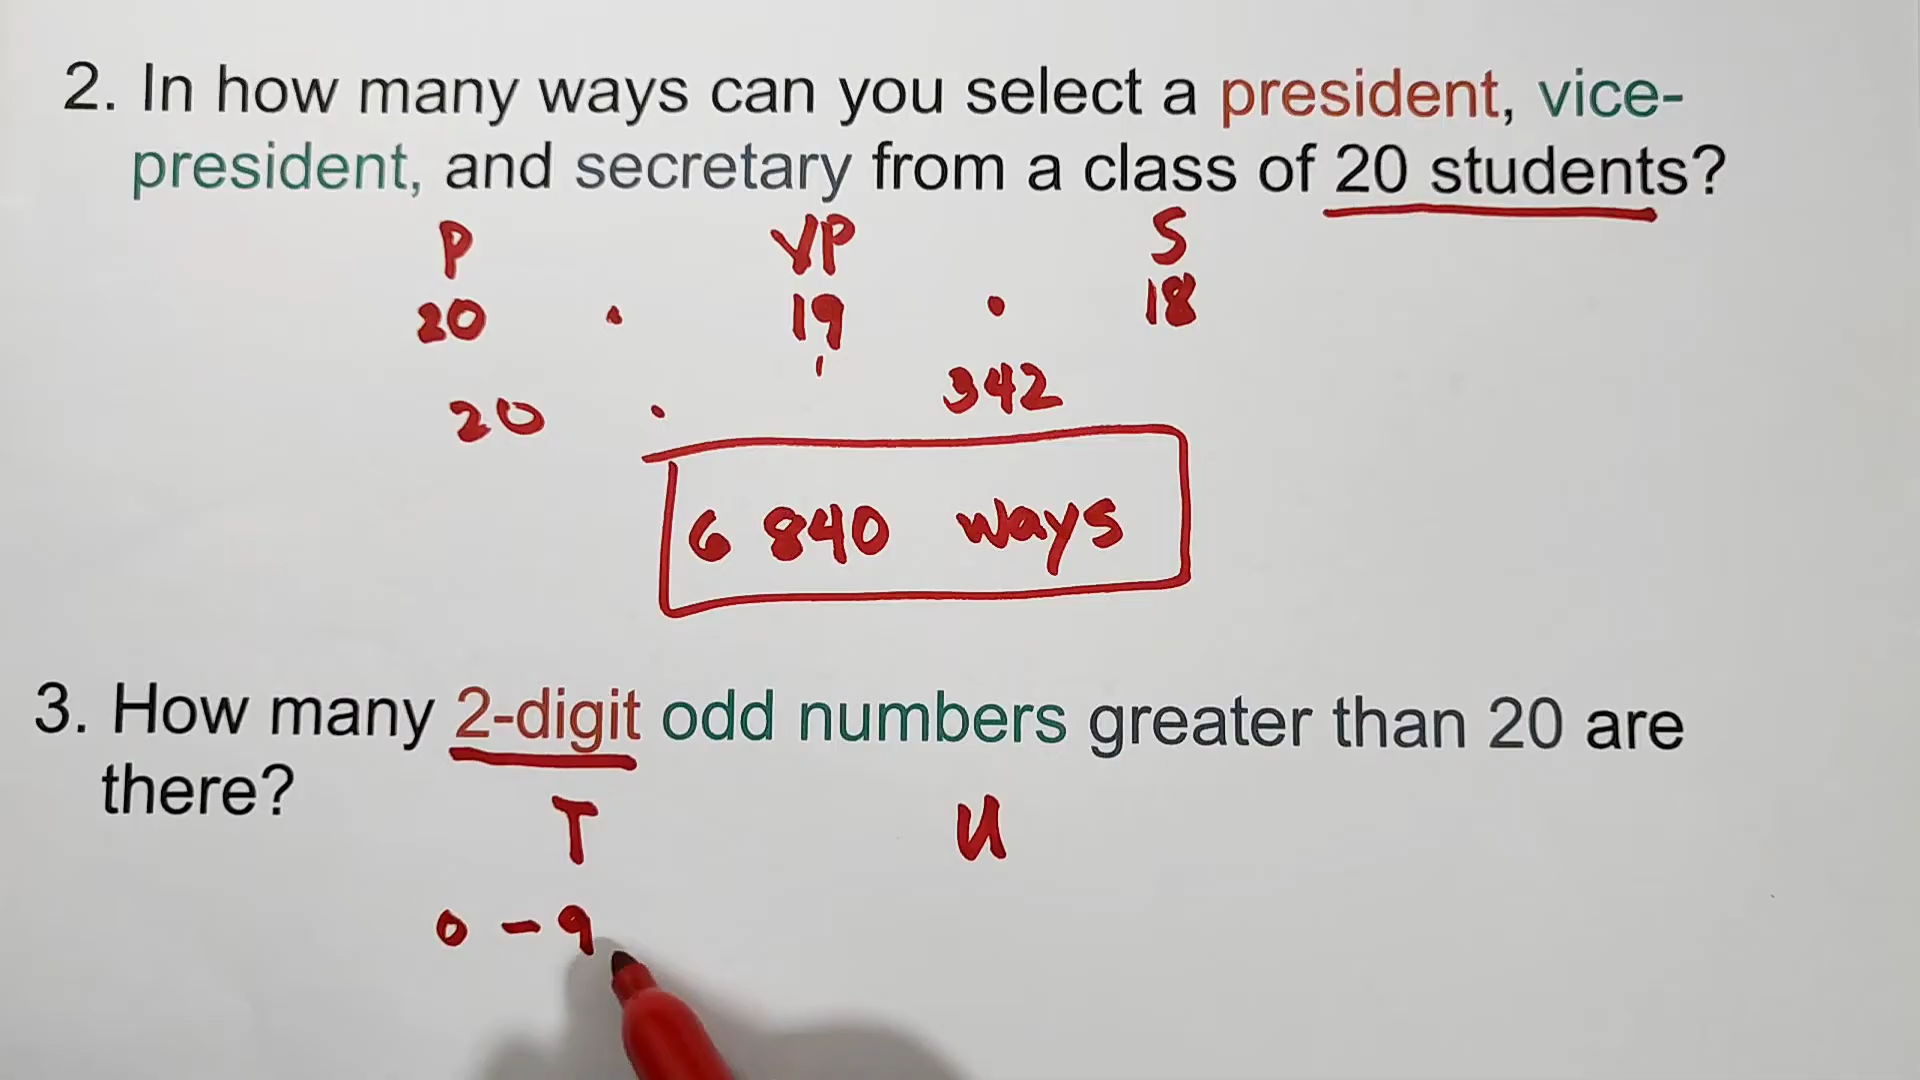 2. In how many ways can you select a president, vice-
president, and secretary from a class of 20 students?
P VP S
20 · 19 · 18
20 · 342
6 840 ways
3. How many 2-digit odd numbers greater than 20 are
there?
T U
0 - 9